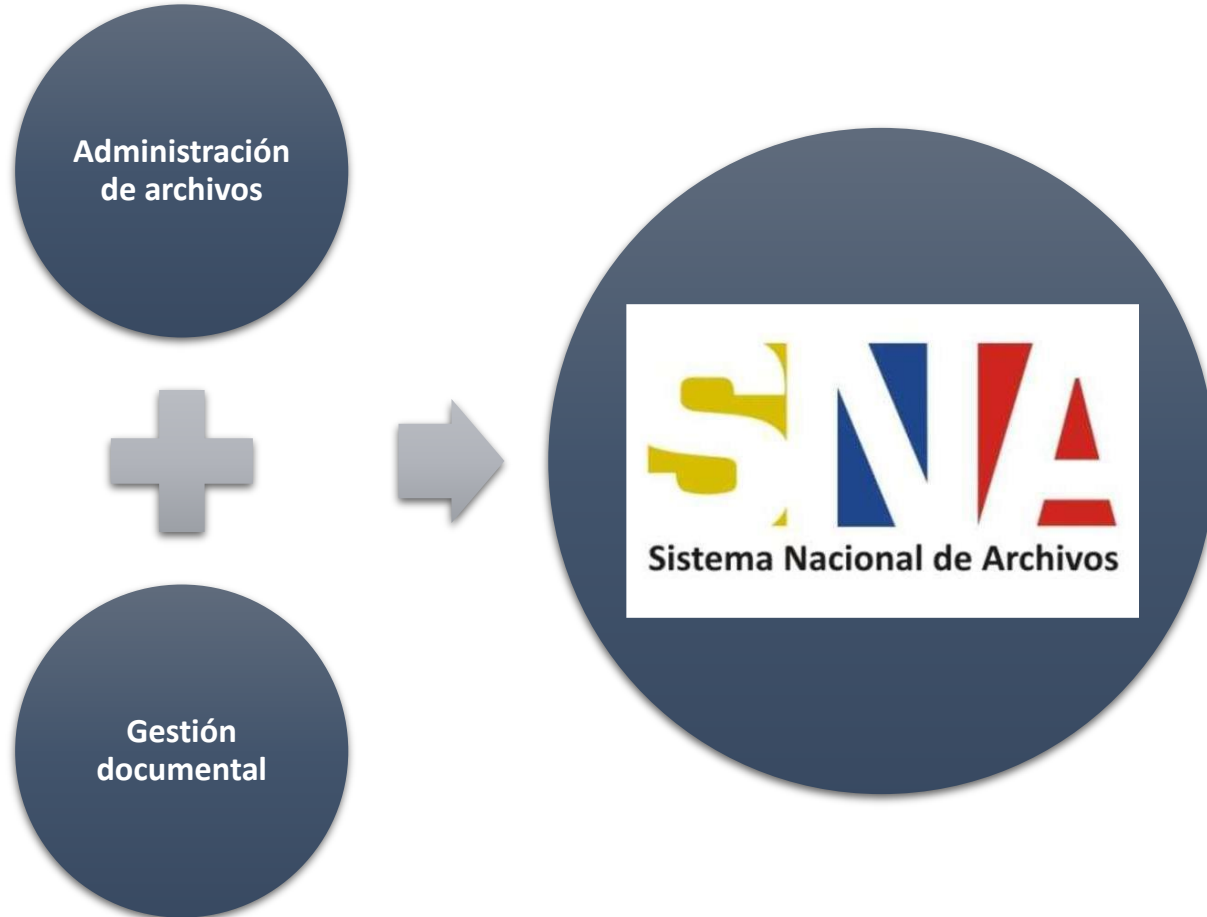 Administración
de archivos
Gestión
documental
SNA
Sistema Nacional de Archivos